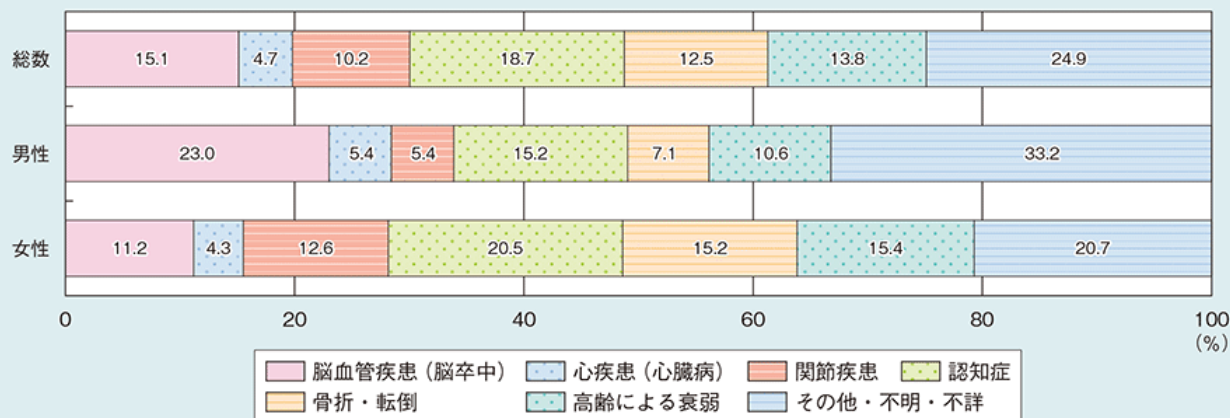 総数 15.1 4.7 10.2 18.7 12.5 13.8 24.9
男性 23.0 5.4 5.4 15.2 7.1 10.6 33.2
女性 11.2 4.3 12.6 20.5 15.2 15.4 20.7
0 20 40 60 80 100
(%)
脳血管疾患(脳卒中) 心疾患(心臓病) 関節疾患 認知症
骨折・転倒 高齢による衰弱 その他・不明・不詳